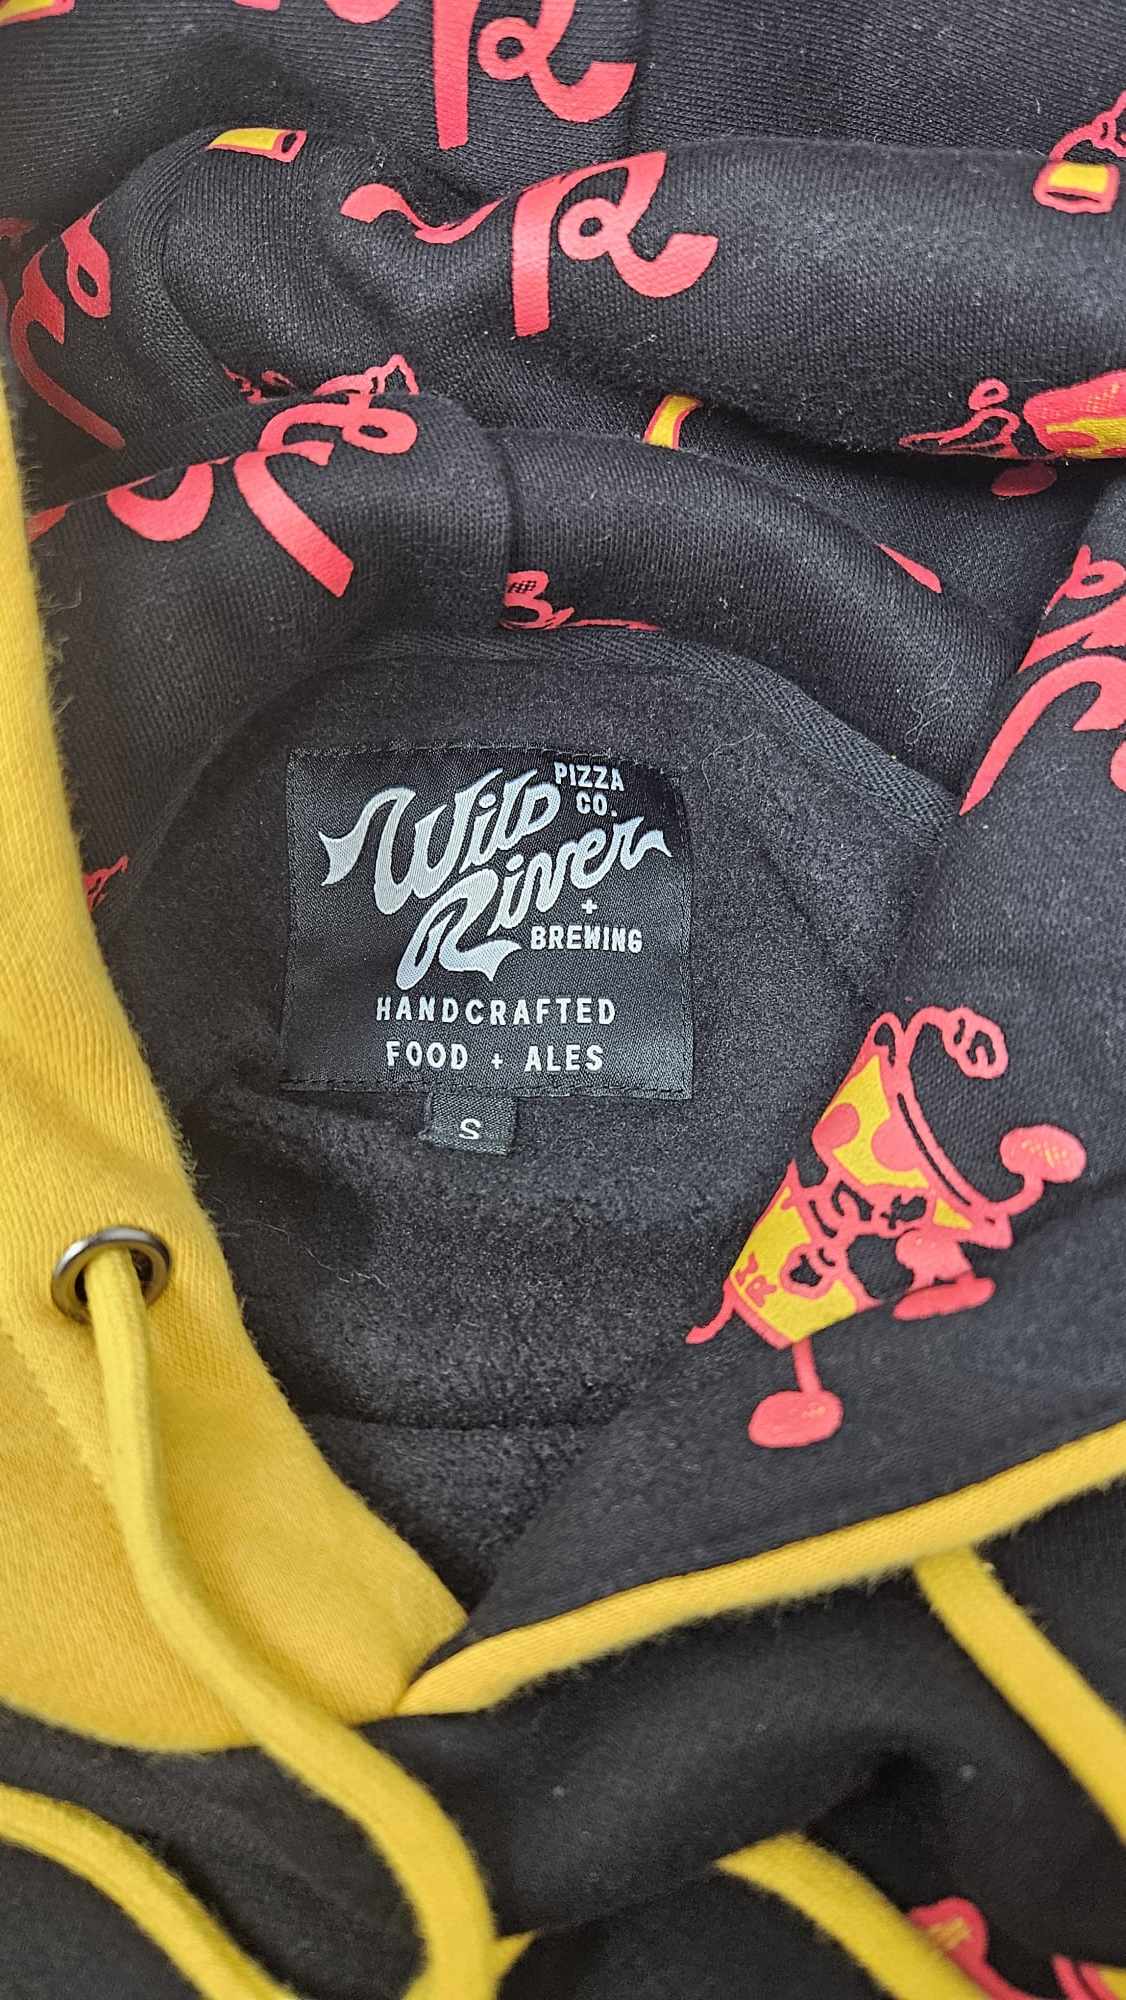 Wild
PIZZA
CO.
River
+
BREWING
HANDCRAFTED
FOOD + ALES
S